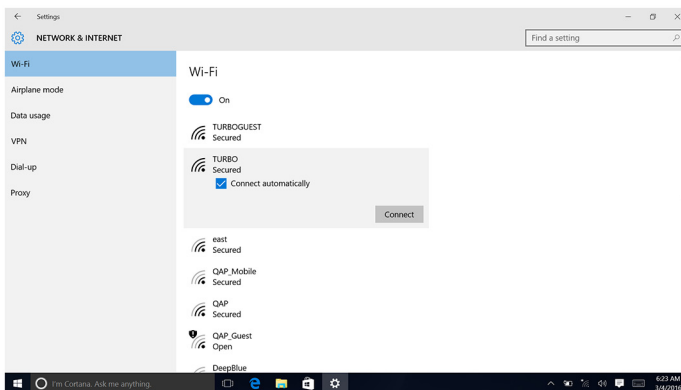 Settings
NETWORK & INTERNET
Find a setting
Wi-Fi
Airplane mode
Data usage
VPN
Dial-up
Proxy
Wi-Fi
On
TURBOGUEST
Secured
TURBO
Secured
Connect automatically
Connect
east
Secured
QAP_Mobile
Secured
QAP
Secured
QAP_Guest
Open
DeepBlue
I'm Cortana. Ask me anything.
6:23 AM
3/4/2016